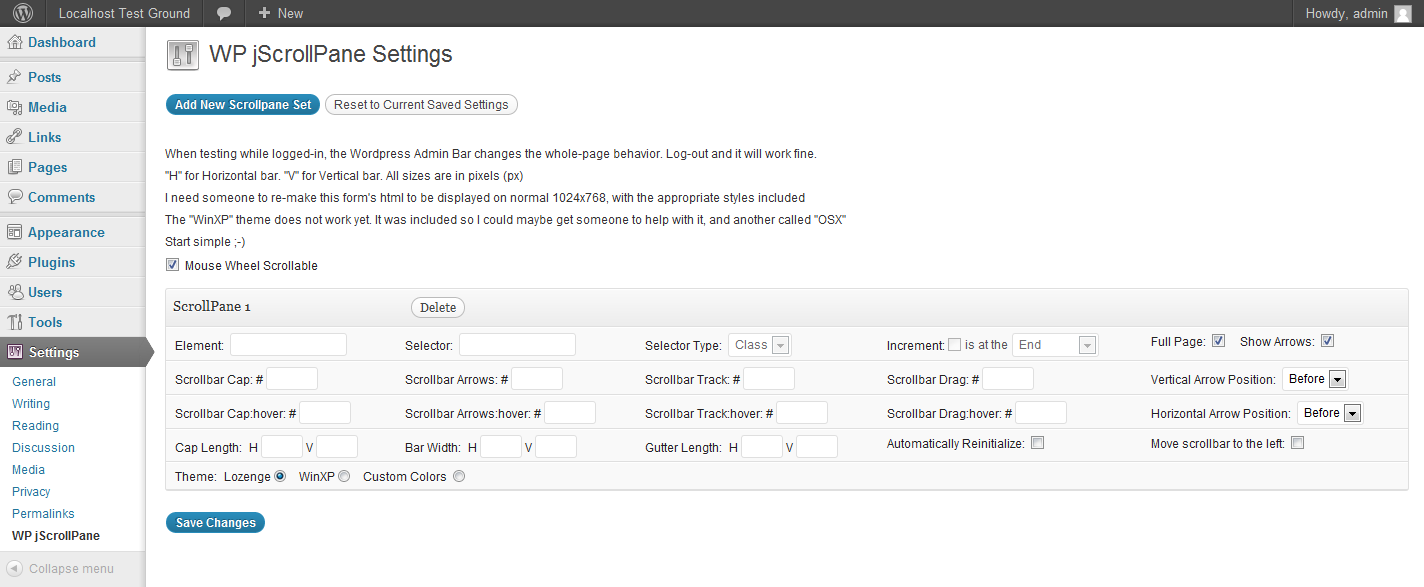 Localhost Test Ground + New Howdy, admin
Dashboard
Posts
Media
Links
Pages
Comments
Appearance
Plugins
Users
Tools
Settings
General
Writing
Reading
Discussion
Media
Privacy
Permalinks
WP jScrollPane
Collapse menu
WP jScrollPane Settings
Add New Scrollpane Set Reset to Current Saved Settings
When testing while logged-in, the Wordpress Admin Bar changes the whole-page behavior. Log-out and it will work fine.
"H" for Horizontal bar. "V" for Vertical bar. All sizes are in pixels (px)
I need someone to re-make this form's html to be displayed on normal 1024x768, with the appropriate styles included
The "WinXP" theme does not work yet. It was included so I could maybe get someone to help with it, and another called "OSX"
Start simple ;-)
Mouse Wheel Scrollable
ScrollPane 1 Delete
Element: Selector: Selector Type: Class Increment: is at the End Full Page: Show Arrows:
Scrollbar Cap: # Scrollbar Arrows: # Scrollbar Track: # Scrollbar Drag: # Vertical Arrow Position: Before
Scrollbar Cap:hover: # Scrollbar Arrows:hover: # Scrollbar Track:hover: # Scrollbar Drag:hover: # Horizontal Arrow Position: Before
Cap Length: H V Bar Width: H V Gutter Length: H V Automatically Reinitialize: Move scrollbar to the left:
Theme: Lozenge WinXP Custom Colors
Save Changes